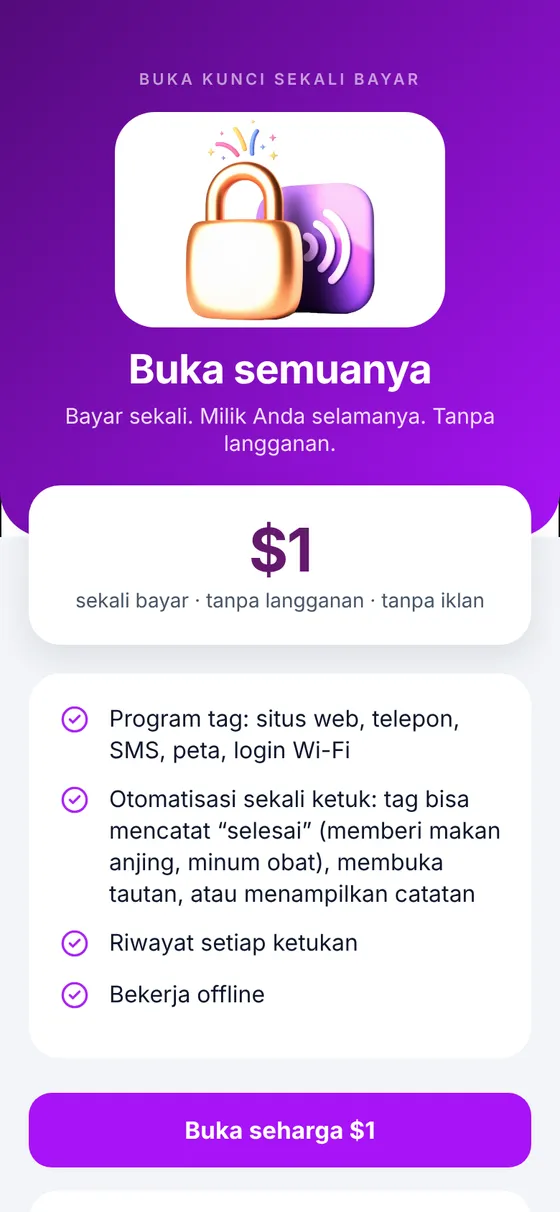 BUKA KUNCI SEKALI BAYAR
Buka semuanya
Bayar sekali. Milik Anda selamanya. Tanpa
langganan.
$1
sekali bayar · tanpa langganan · tanpa iklan
Program tag: situs web, telepon,
SMS, peta, login Wi-Fi
Otomatisasi sekali ketuk: tag bisa
mencatat “selesai” (memberi makan
anjing, minum obat), membuka
tautan, atau menampilkan catatan
Riwayat setiap ketukan
Bekerja offline
Buka seharga $1